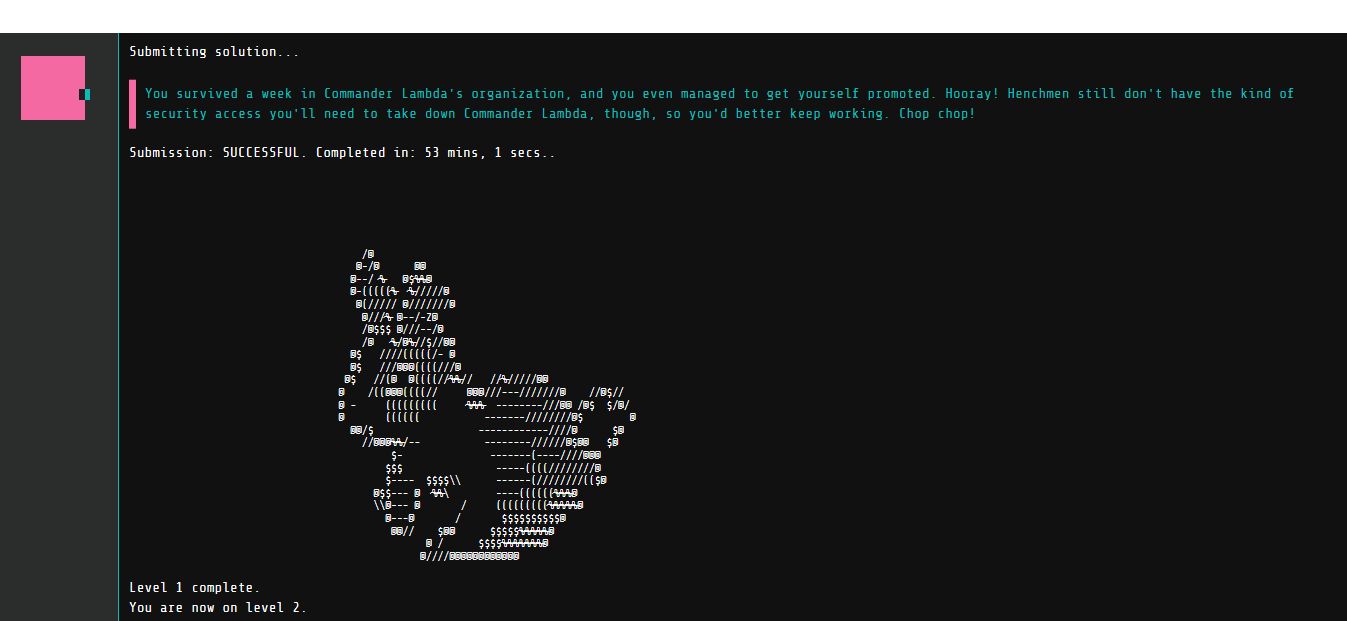 Submitting solution...
You survived a week in Commander Lambda's organization, and you even managed to get yourself promoted. Hooray! Henchmen still don't have the kind of
security access you'll need to take down Commander Lambda, though, so you'd better keep working. Chop chop!
Submission: SUCCESSFUL. Completed in: 53 mins, 1 secs..
Level 1 complete.
You are now on level 2.